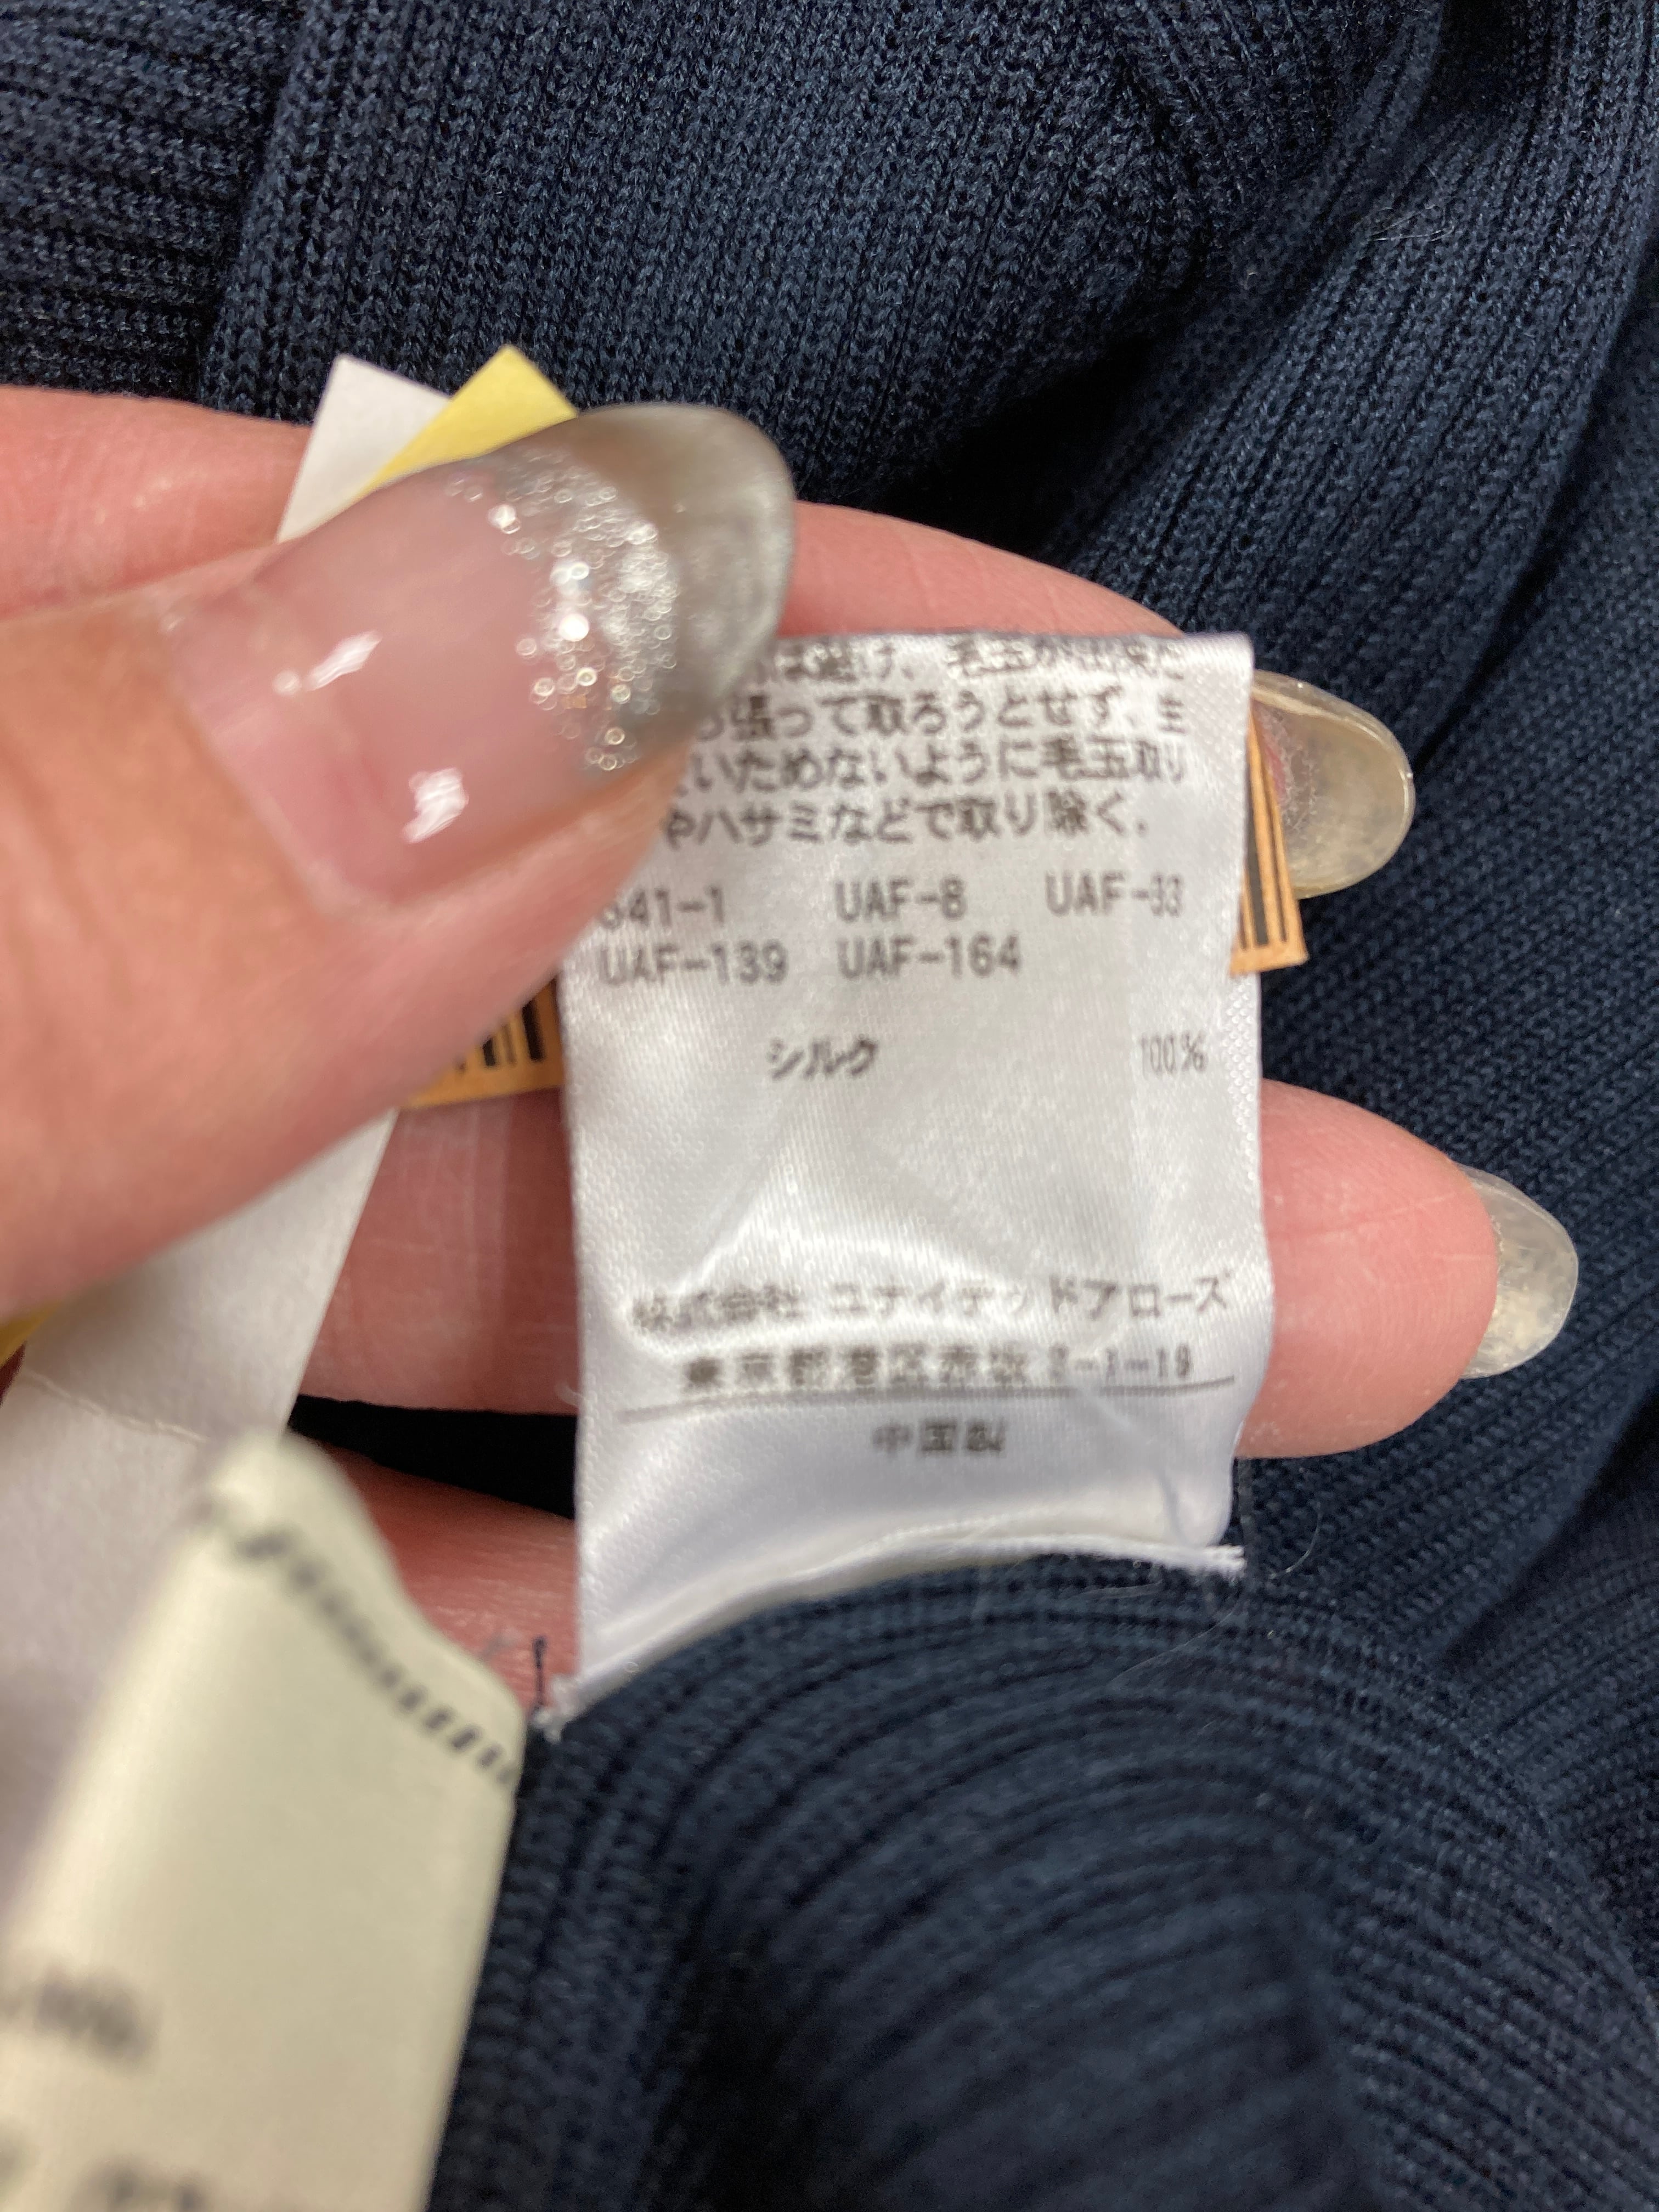 は避け、毛玉が出来た
張って取ろうとせず、生
いためないように毛玉取り
やハサミなどで取り除く.
641-1 UAF-8 UAF-33
UAF-139 UAF-164
シルク 100%
株式会社 ユナイテッドアローズ
東京都港区赤坂 2-1-19
中国製